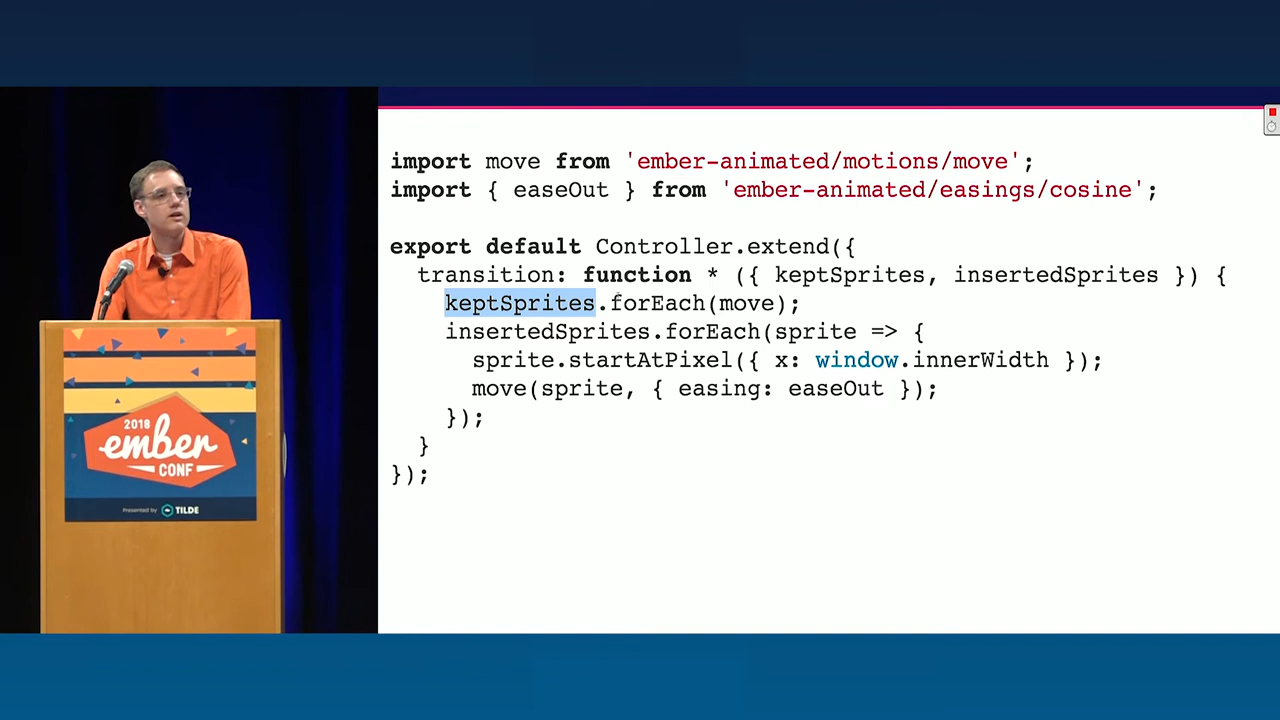 import move from 'ember-animated/motions/move';
import { easeOut } from 'ember-animated/easings/cosine';
export default Controller.extend({
  transition: function * ({ keptSprites, insertedSprites }) {
    keptSprites.forEach(move);
    insertedSprites.forEach(sprite => {
      sprite.startAtPixel({ x: window.innerWidth });
      move(sprite, { easing: easeOut });
    });
  }
});
2018
ember
CONF
Presented by TILDE